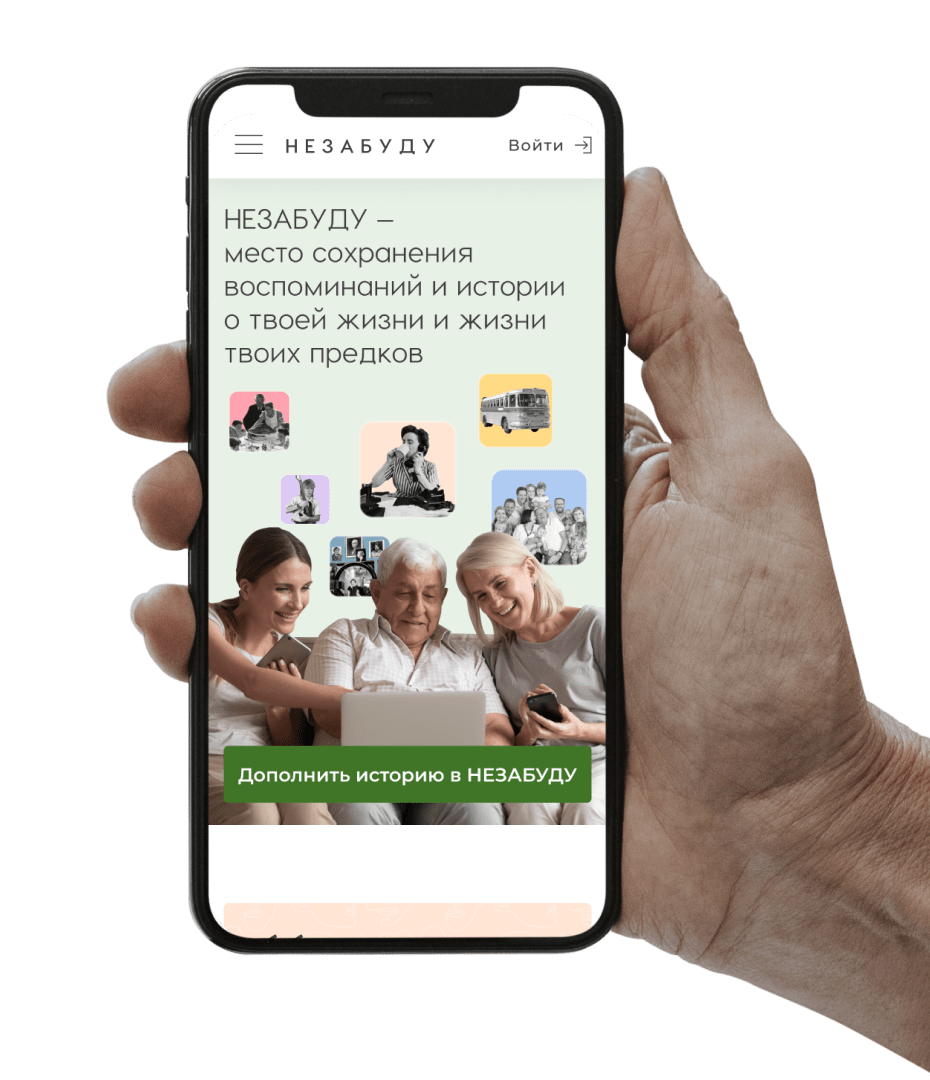 НЕЗАБУДУ
Войти
НЕЗАБУДУ —
место сохранения
воспоминаний и истории
о твоей жизни и жизни
твоих предков
Дополнить историю в НЕЗАБУДУ